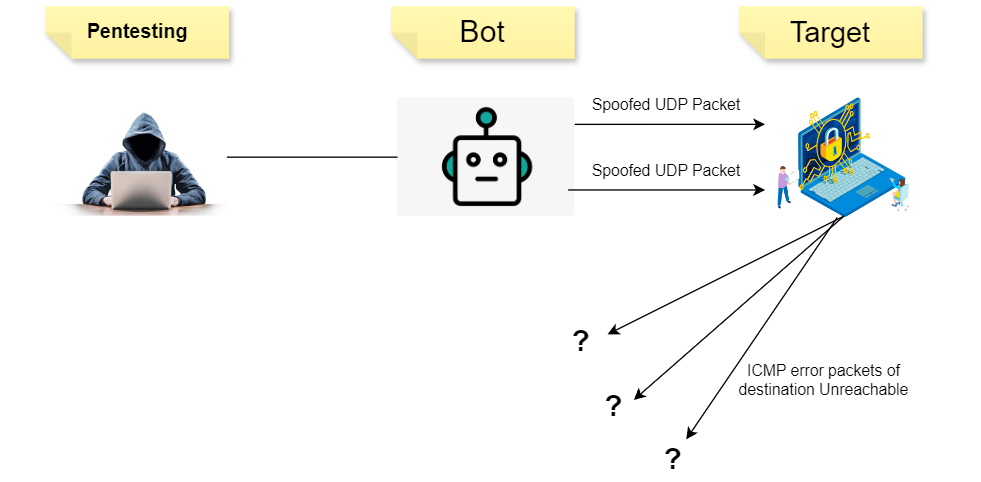 Pentesting
Bot
Target
Spoofed UDP Packet
Spoofed UDP Packet
?
?
?
ICMP error packets of
destination Unreachable